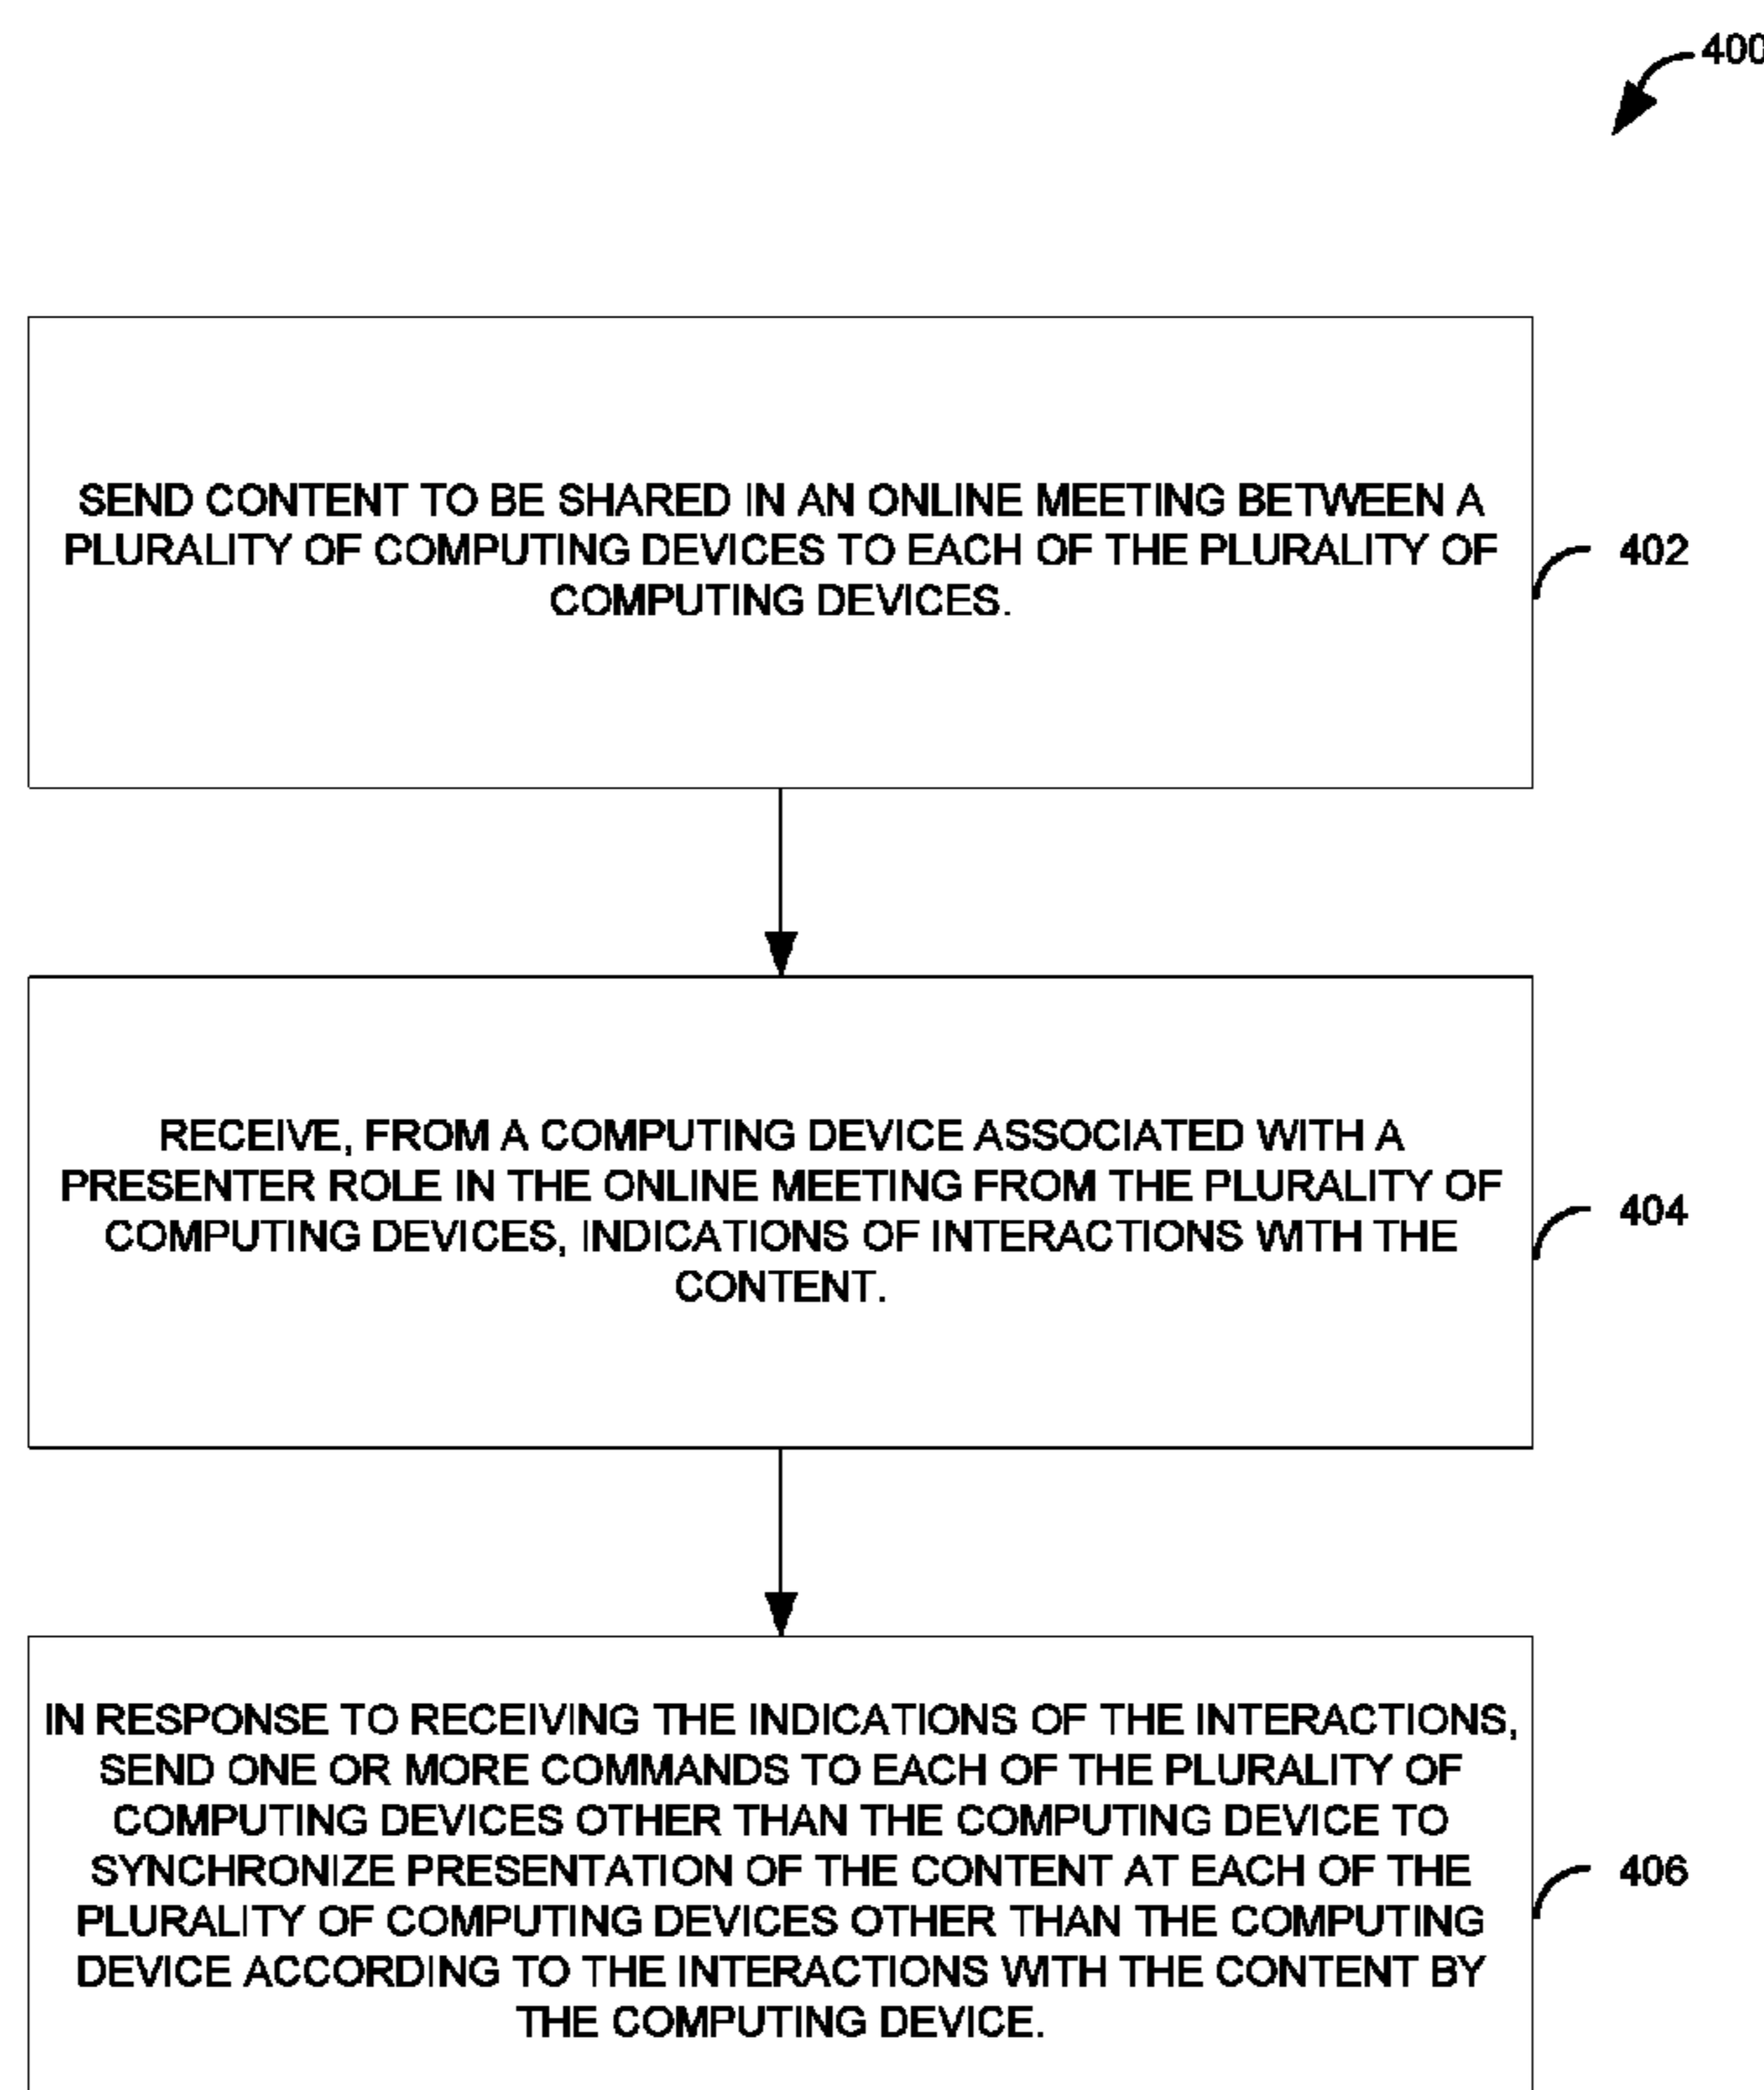 400
SEND CONTENT TO BE SHARED IN AN ONLINE MEETING BETWEEN A
PLURALITY OF COMPUTING DEVICES TO EACH OF THE PLURALITY OF
COMPUTING DEVICES.
402
RECEIVE, FROM A COMPUTING DEVICE ASSOCIATED WITH A
PRESENTER ROLE IN THE ONLINE MEETING FROM THE PLURALITY OF
COMPUTING DEVICES, INDICATIONS OF INTERACTIONS WITH THE
CONTENT.
404
IN RESPONSE TO RECEIVING THE INDICATIONS OF THE INTERACTIONS,
SEND ONE OR MORE COMMANDS TO EACH OF THE PLURALITY OF
COMPUTING DEVICES OTHER THAN THE COMPUTING DEVICE TO
SYNCHRONIZE PRESENTATION OF THE CONTENT AT EACH OF THE
PLURALITY OF COMPUTING DEVICES OTHER THAN THE COMPUTING
DEVICE ACCORDING TO THE INTERACTIONS WITH THE CONTENT BY
THE COMPUTING DEVICE.
406